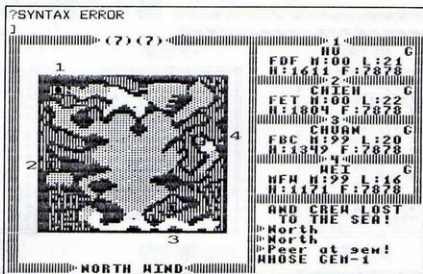 ?SYNTAX ERROR
]
(7)(7)
1
2
3
4
NORTH WIND
1
HU G
FDF M:00 L:21
H:1611 F:7878
2
CHIEH G
FET M:00 L:22
H:1804 F:7878
3
CHUAN G
FBC M:99 L:20
H:1349 F:7878
4
WEI G
MFW M:99 L:16
H:1171 F:7878
AND CREW LOST
TO THE SEA!
North
North
Peer at gem!
WHOSE GEM-1